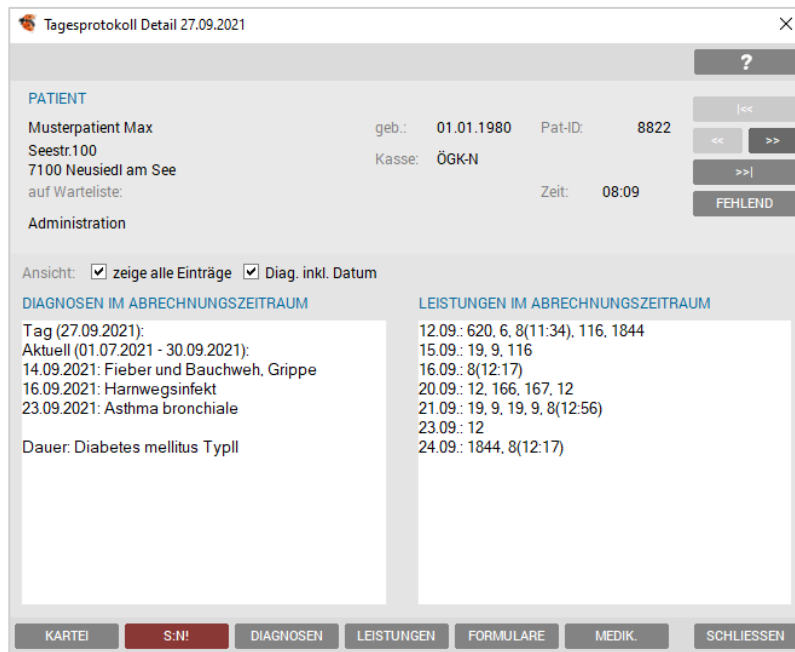 Tagesprotokoll Detail 27.09.2021
?
PATIENT
Musterpatient Max
geb.: 01.01.1980 Pat-ID: 8822
Seestr.100
Kasse: ÖGK-N
7100 Neusiedl am See
auf Warteliste:
Zeit: 08:09
Administration
|<<
<< >>
>>|
FEHLEND
Ansicht: zeige alle Einträge Diag. inkl. Datum
DIAGNOSEN IM ABRECHNUNGSZEITRAUM
Tag (27.09.2021):
Aktuell (01.07.2021 - 30.09.2021):
14.09.2021: Fieber und Bauchweh, Grippe
16.09.2021: Harnwegsinfekt
23.09.2021: Asthma bronchiale
Dauer: Diabetes mellitus TypII
LEISTUNGEN IM ABRECHNUNGSZEITRAUM
12.09.: 620, 6, 8(11:34), 116, 1844
15.09.: 19, 9, 116
16.09.: 8(12:17)
20.09.: 12, 166, 167, 12
21.09.: 19, 9, 19, 9, 8(12:56)
23.09.: 12
24.09.: 1844, 8(12:17)
KARTEI S:N! DIAGNOSEN LEISTUNGEN FORMULARE MEDIK. SCHLIESSEN